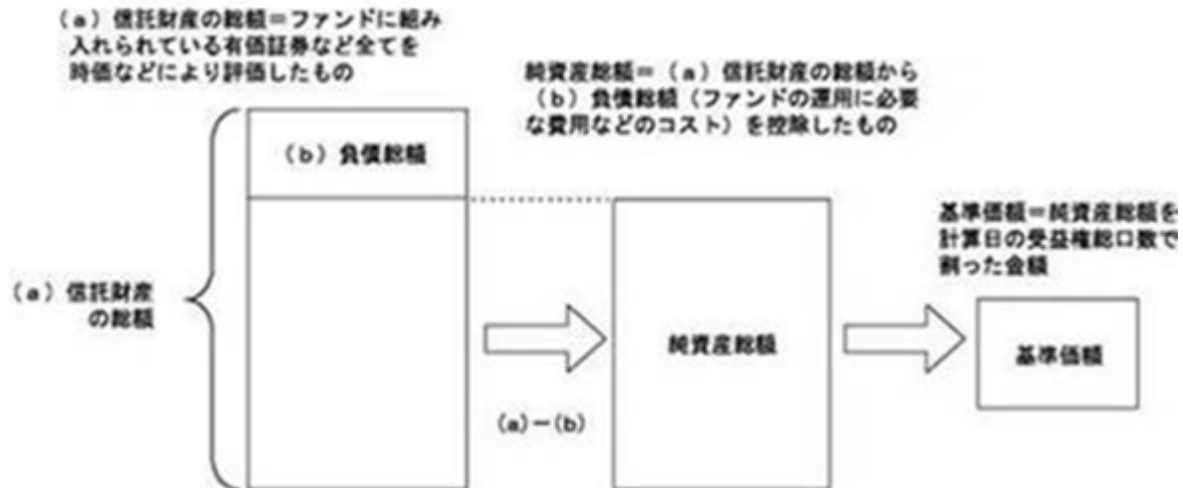 (a) 信託財産の総額=ファンドに組み
入れられている有価証券など全てを
時価などにより評価したもの
純資産総額=(a) 信託財産の総額から
(b) 負債総額(ファンドの運用に必要
な費用などのコスト)を控除したもの
(b) 負債総額
基準価額=純資産総額を
計算日の受益権総口数で
割った金額
(a) 信託財産
の総額
純資産総額
基準価額
(a)-(b)